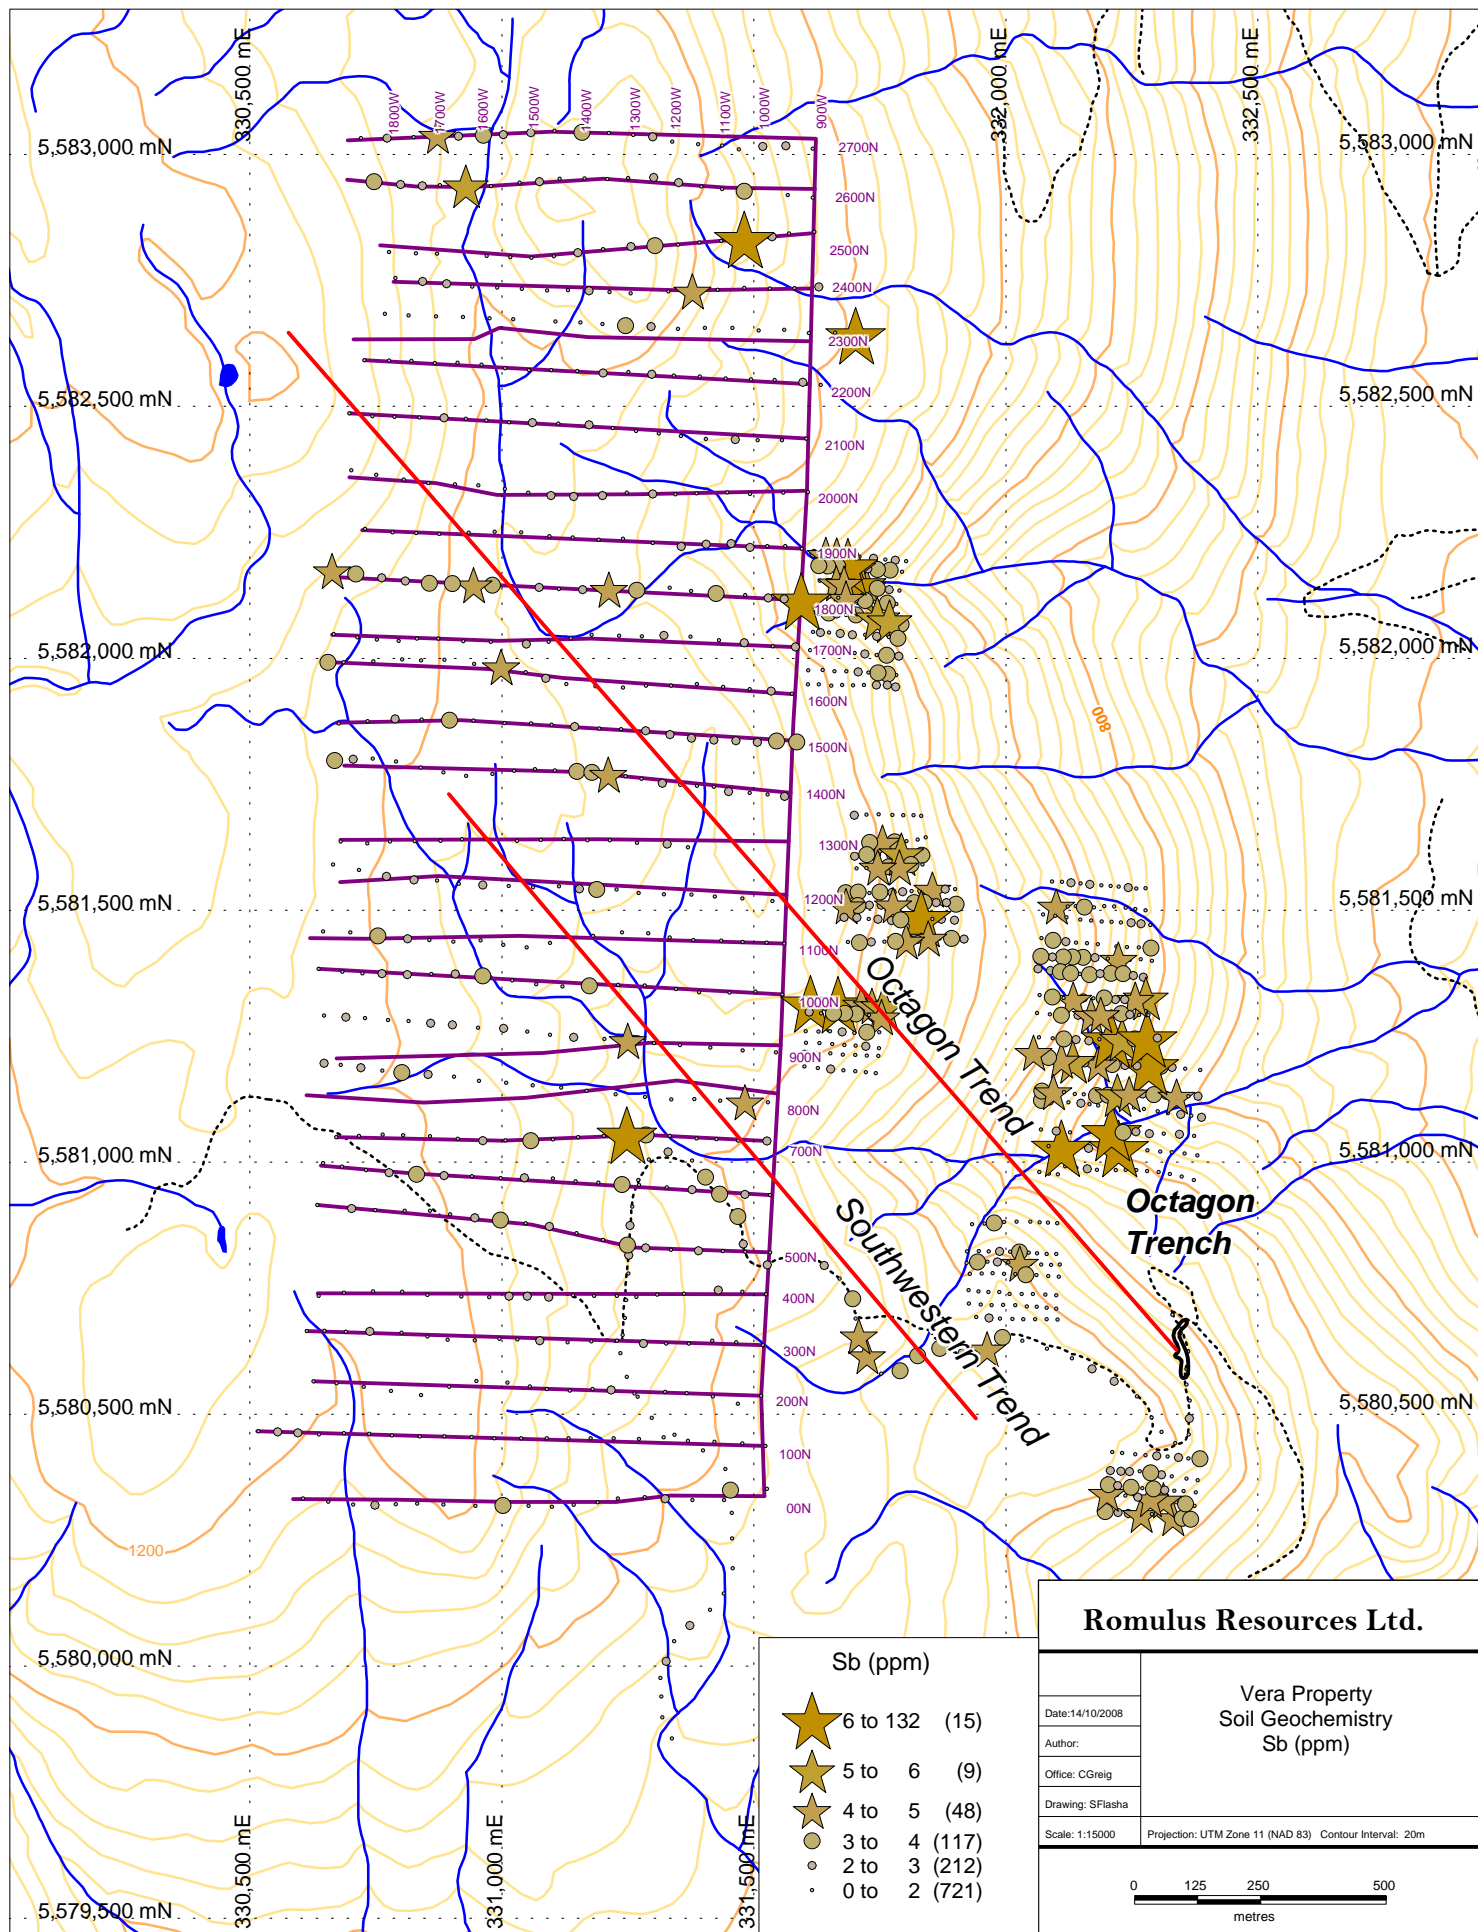 330,500 mE
332,000 mE
332,500 mE
1800W
1700W
1600W
1500W
1400W
1300W
1200W
1100W
1000W
900W
5,583,000 mN
2700N
5,583,000 mN
2600N
2500N
2400N
2300N
5,582,500 mN
2200N
5,582,500 mN
2100N
2000N
1900N
1800N
5,582,000 mN
1700N
5,582,000 mN
1600N
800
1500N
1400N
1300N
5,581,500 mN
1200N
5,581,500 mN
1100N
1000N
Octagon Trend
900N
800N
5,581,000 mN
700N
5,581,000 mN
Octagon
Trench
Southwestern Trend
500N
400N
300N
5,580,500 mN
200N
5,580,500 mN
100N
00N
1200
5,580,000 mN
5,579,500 mN
330,500 mE
331,000 mE
331,500 mE
Sb (ppm)
6 to 132 (15)
5 to 6 (9)
4 to 5 (48)
3 to 4 (117)
2 to 3 (212)
0 to 2 (721)
Romulus Resources Ltd.
Vera Property
Soil Geochemistry
Sb (ppm)
Date:14/10/2008
Author:
Office: CGreig
Drawing: SFlasha
Scale: 1:15000
Projection: UTM Zone 11 (NAD 83) Contour Interval: 20m
0 125 250 500
metres